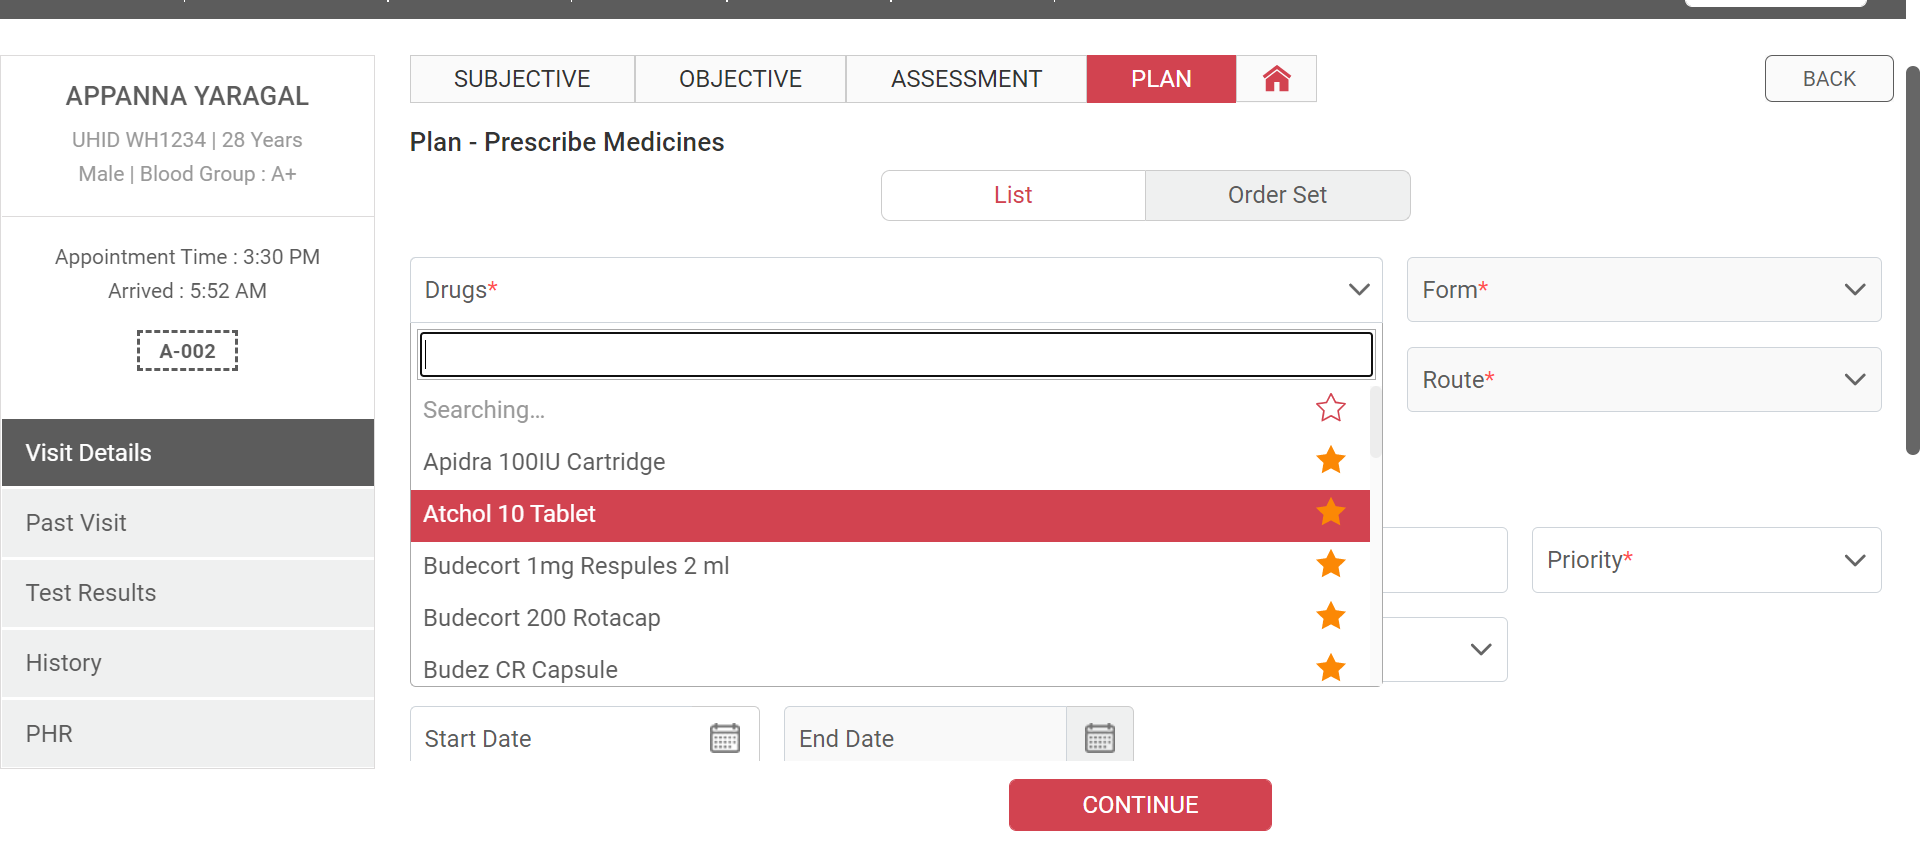 APPANNA YARAGAL
UHID WH1234 | 28 Years
Male | Blood Group : A+
Appointment Time : 3:30 PM
Arrived : 5:52 AM
A-002
Visit Details
Past Visit
Test Results
History
PHR
SUBJECTIVE
OBJECTIVE
ASSESSMENT
PLAN
BACK
Plan - Prescribe Medicines
List
Order Set
Drugs*
Form*
Searching...
Route*
Apidra 100IU Cartridge
Atchol 10 Tablet
Budecort 1mg Respules 2 ml
Priority*
Budecort 200 Rotacap
Budez CR Capsule
Start Date
End Date
CONTINUE